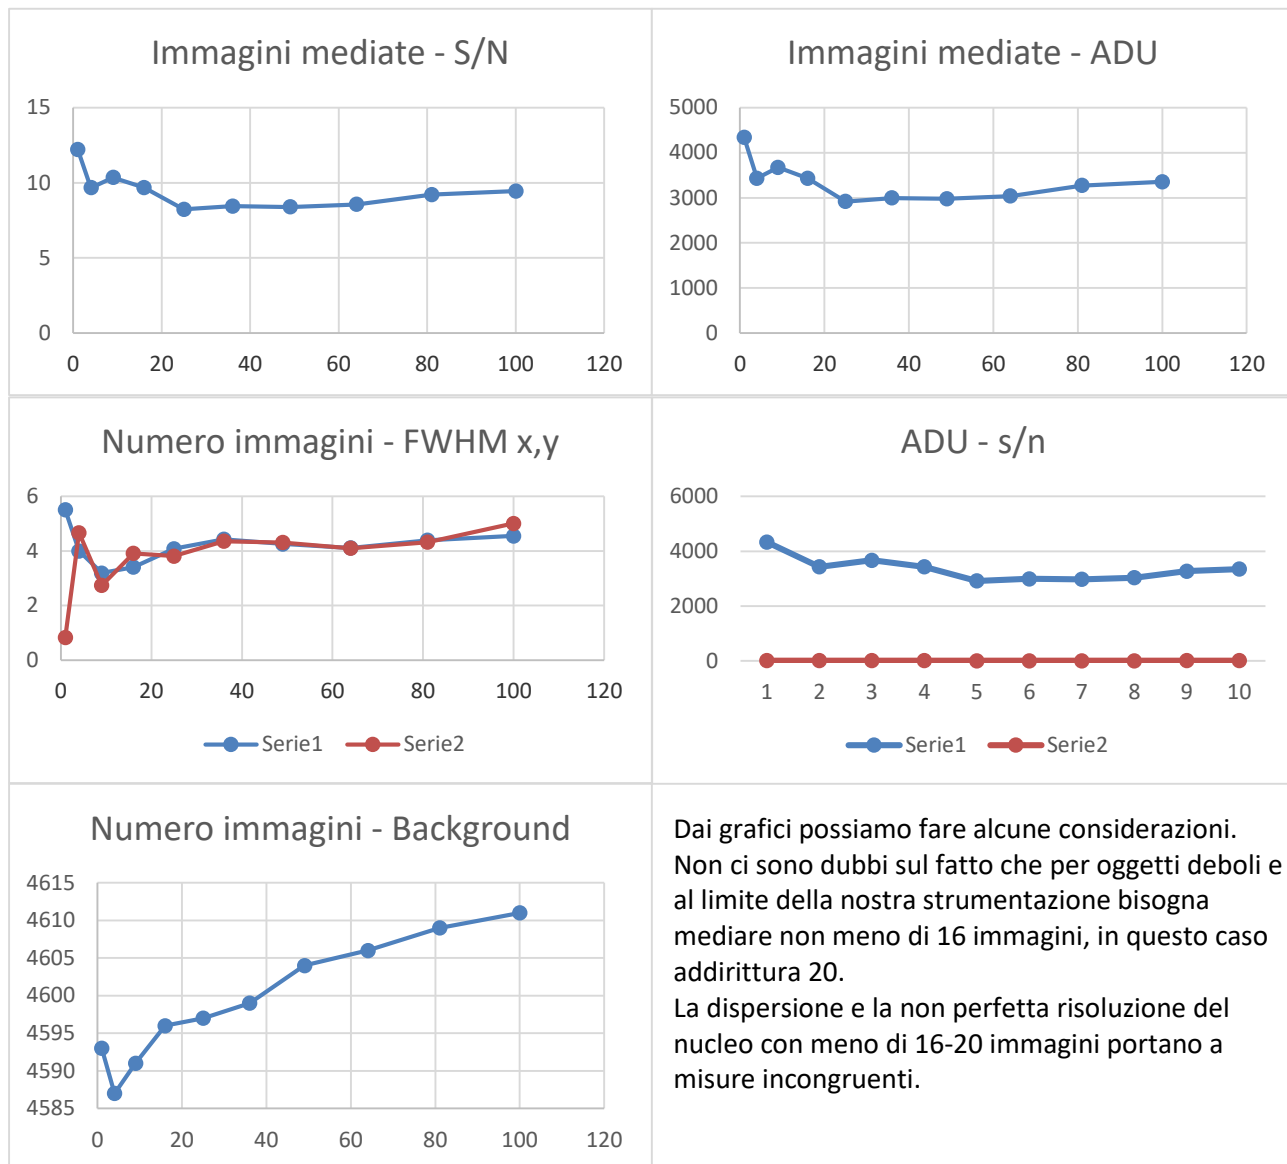 Immagini mediate - S/N
15
10
5
0
0 20 40 60 80 100 120
Immagini mediate - ADU
5000
4000
3000
2000
1000
0
0 20 40 60 80 100 120
Numero immagini - FWHM x,y
6
4
2
0
0 20 40 60 80 100 120
Serie1 Serie2
ADU - s/n
6000
4000
2000
0
1 2 3 4 5 6 7 8 9 10
Serie1 Serie2
Numero immagini - Background
4615
4610
4605
4600
4595
4590
4585
0 20 40 60 80 100 120
Dai grafici possiamo fare alcune considerazioni.
Non ci sono dubbi sul fatto che per oggetti deboli e
al limite della nostra strumentazione bisogna
mediare non meno di 16 immagini, in questo caso
addirittura 20.
La dispersione e la non perfetta risoluzione del
nucleo con meno di 16-20 immagini portano a
misure incongruenti.